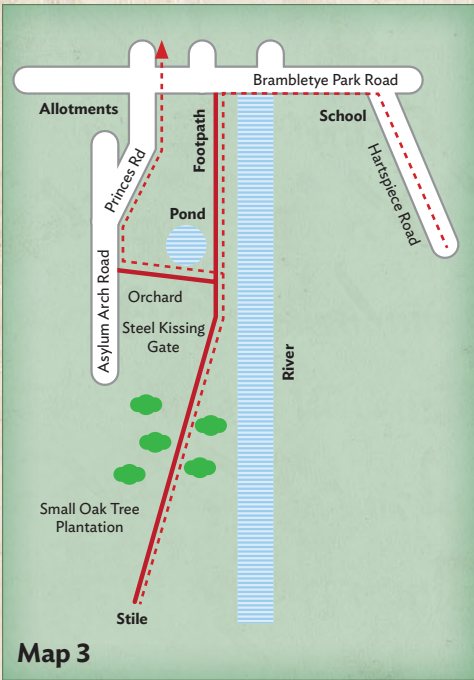 Brambletye Park Road
Allotments
School
Footpath
Princes Rd
Hartspiece Road
Pond
Asylum Arch Road
Orchard
Steel Kissing
Gate
River
Small Oak Tree
Plantation
Stile
Map 3